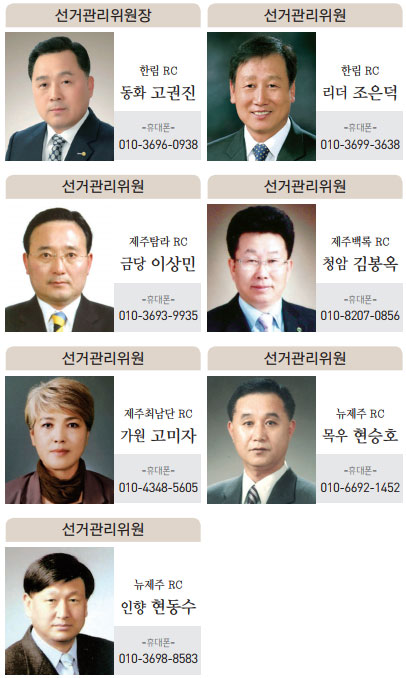 선거관리위원장
한림 RC
동화 고권진
-휴대폰-
010-3696-0938
선거관리위원
한림 RC
리더 조은덕
-휴대폰-
010-3699-3638
선거관리위원
제주탐라 RC
금당 이상민
-휴대폰-
010-3693-9935
선거관리위원
제주백록 RC
청암 김봉옥
-휴대폰-
010-8207-0856
선거관리위원
제주최남단 RC
가원 고미자
-휴대폰-
010-4348-5605
선거관리위원
뉴제주 RC
목우 현승호
-휴대폰-
010-6692-1452
선거관리위원
뉴제주 RC
인향 현동수
-휴대폰-
010-3698-8583